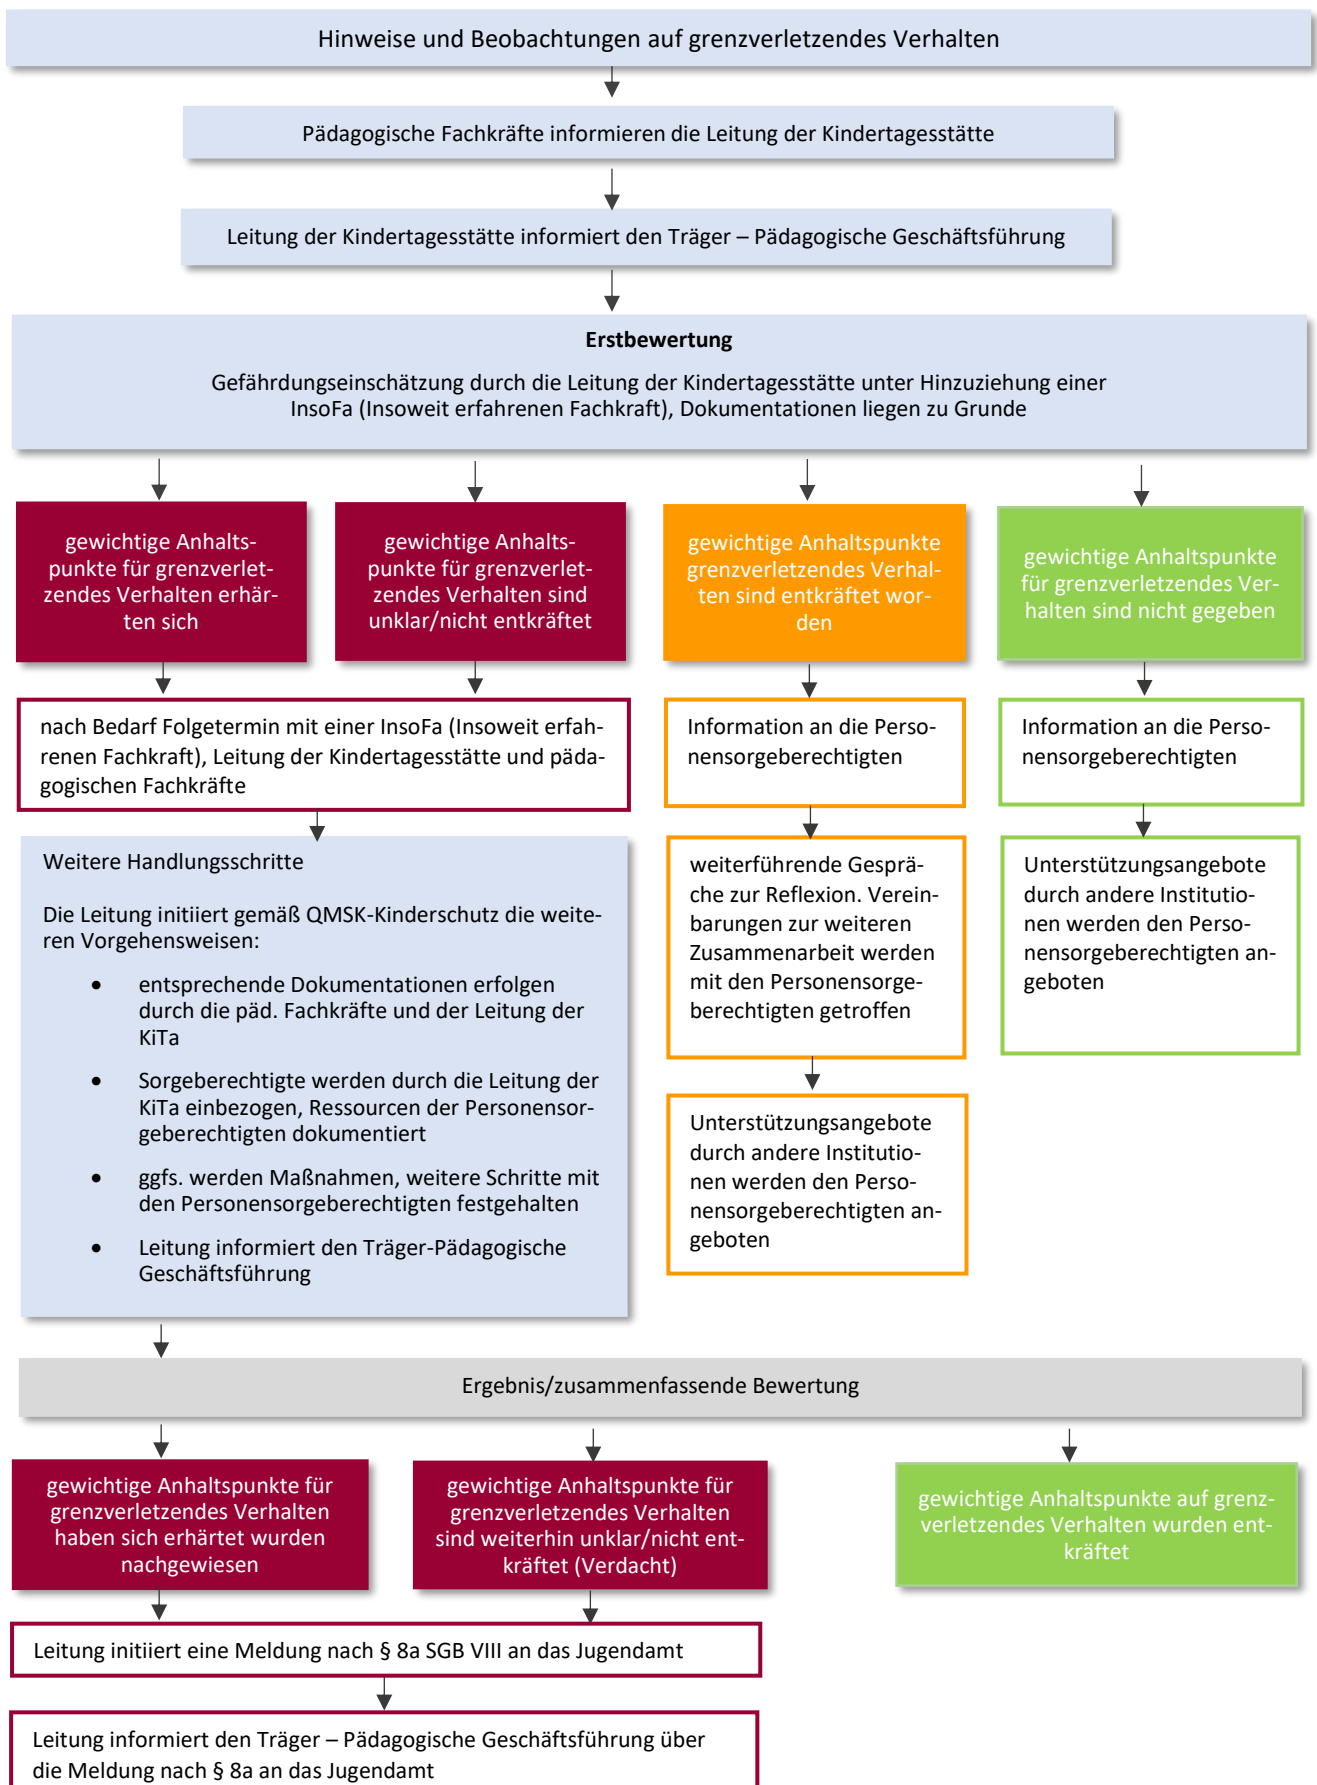 Hinweise und Beobachtungen auf grenzverletzendes Verhalten
Pädagogische Fachkräfte informieren die Leitung der Kindertagesstätte
Leitung der Kindertagesstätte informiert den Träger – Pädagogische Geschäftsführung
Erstbewertung
Gefährdungseinschätzung durch die Leitung der Kindertagesstätte unter Hinzuziehung einer
InsoFa (Insoweit erfahrenen Fachkraft), Dokumentationen liegen zu Grunde
gewichtige Anhalts-
punkte für grenzverlet-
zendes Verhalten erhär-
ten sich
gewichtige Anhalts-
punkte für grenzverlet-
zendes Verhalten sind
unklar/nicht entkräftet
gewichtige Anhaltspunkte
grenzverletzendes Verhal-
ten sind entkräftet wor-
den
gewichtige Anhaltspunkte
für grenzverletzendes Ver-
halten sind nicht gegeben
nach Bedarf Folgetermin mit einer InsoFa (Insoweit erfah-
renen Fachkraft), Leitung der Kindertagesstätte und päda-
gogischen Fachkräfte
Information an die Perso-
nensorgeberechtigten
Information an die Perso-
nensorgeberechtigten
Weitere Handlungsschritte
Die Leitung initiiert gemäß QMSK-Kinderschutz die weite-
ren Vorgehensweisen:
• entsprechende Dokumentationen erfolgen
durch die päd. Fachkräfte und der Leitung der
KiTa
• Sorgeberechtigte werden durch die Leitung der
KiTa einbezogen, Ressourcen der Personensor-
geberechtigten dokumentiert
• ggfs. werden Maßnahmen, weitere Schritte mit
den Personensorgeberechtigten festgehalten
• Leitung informiert den Träger-Pädagogische
Geschäftsführung
weiterführende Gesprä-
che zur Reflexion. Verein-
barungen zur weiteren
Zusammenarbeit werden
mit den Personensorge-
berechtigten getroffen
Unterstützungsangebote
durch andere Institutio-
nen werden den Perso-
nensorgeberechtigten an-
geboten
Unterstützungsangebote
durch andere Institutio-
nen werden den Perso-
nensorgeberechtigten an-
geboten
Ergebnis/zusammenfassende Bewertung
gewichtige Anhaltspunkte für
grenzverletzendes Verhalten
haben sich erhärtet wurden
nachgewiesen
gewichtige Anhaltspunkte für
grenzverletzendes Verhalten
sind weiterhin unklar/nicht ent-
kräftet (Verdacht)
gewichtige Anhaltspunkte auf grenz-
verletzendes Verhalten wurden ent-
kräftet
Leitung initiiert eine Meldung nach § 8a SGB VIII an das Jugendamt
Leitung informiert den Träger – Pädagogische Geschäftsführung über
die Meldung nach § 8a an das Jugendamt